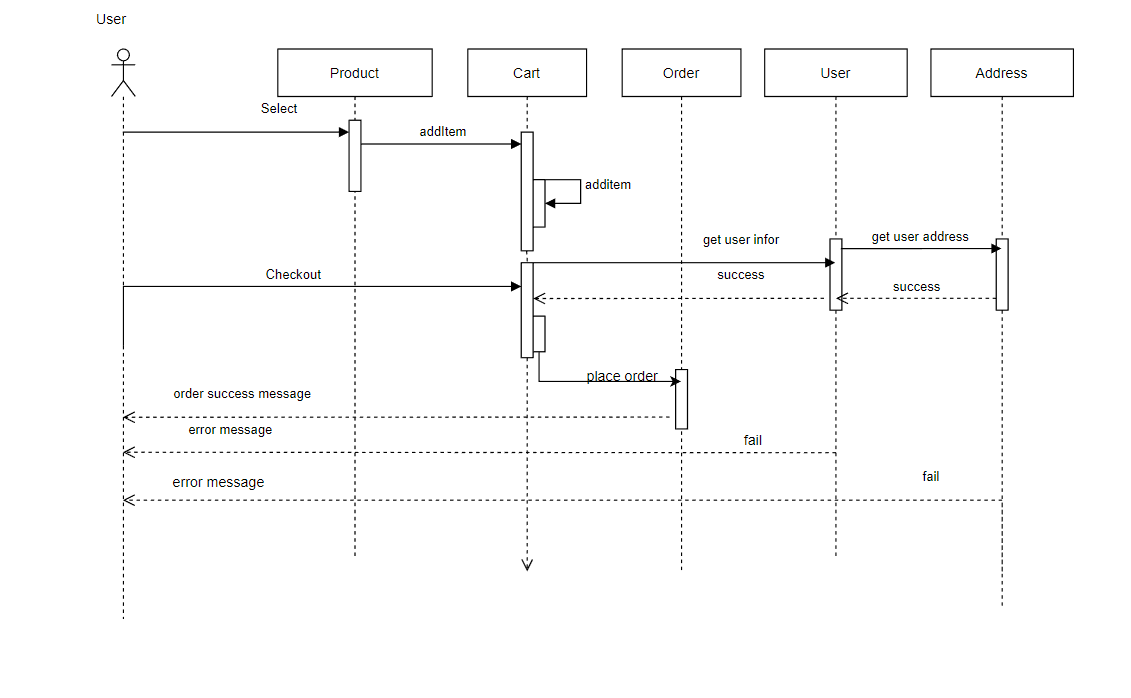 User
Product
Cart
Order
User
Address
Select
addItem
additem
get user infor
get user address
Checkout
success
success
place order
order success message
error message
fail
error message
fail